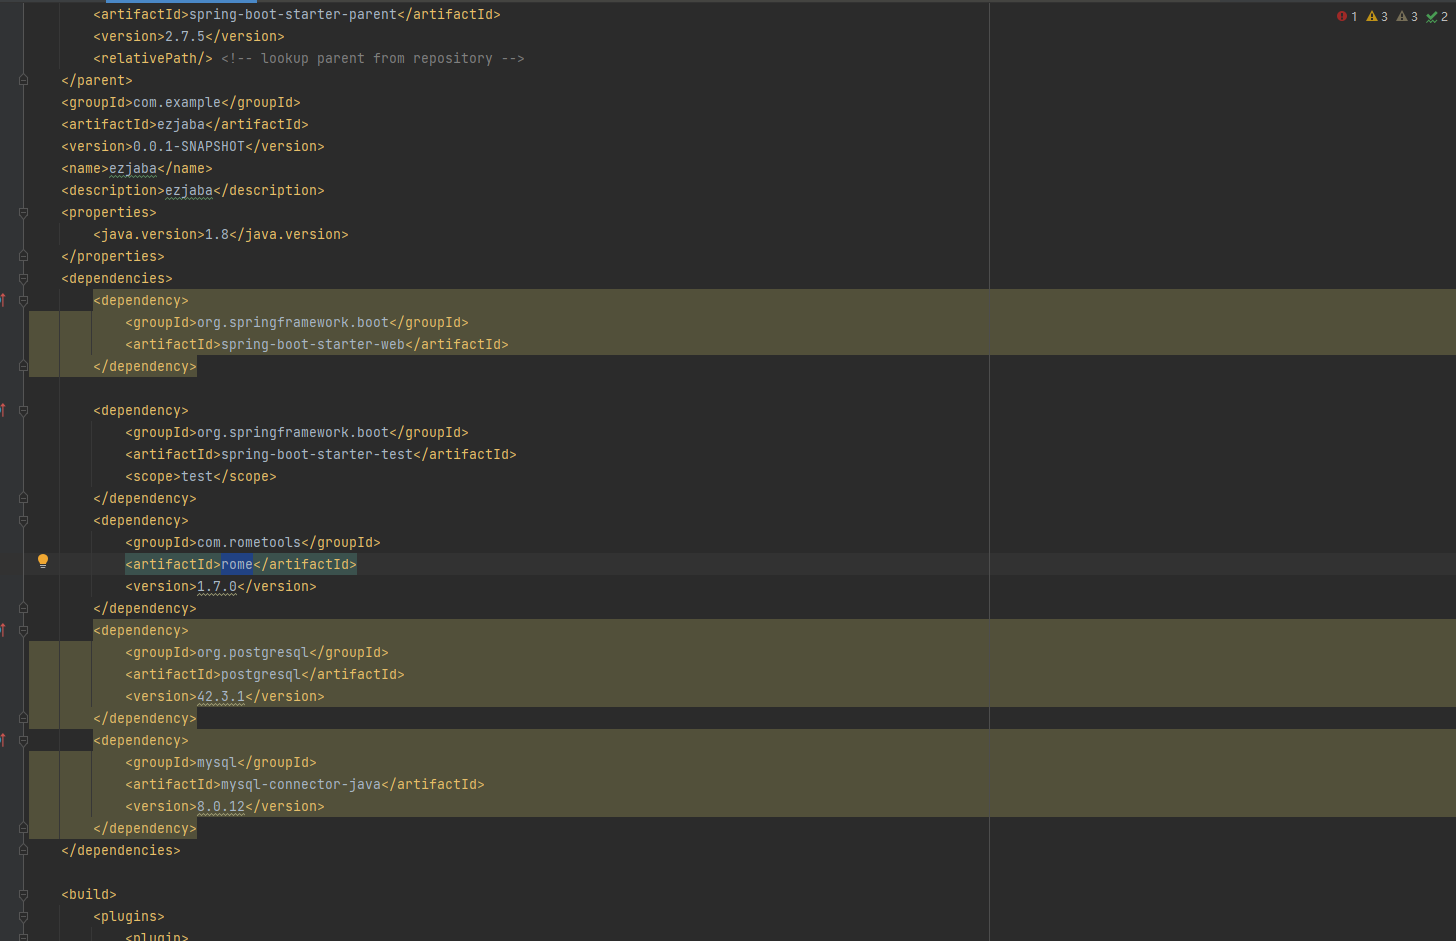 1 3 3 2
<artifactId>spring-boot-starter-parent</artifactId>
<version>2.7.5</version>
<relativePath/> <!-- lookup parent from repository -->
</parent>
<groupId>com.example</groupId>
<artifactId>ezjaba</artifactId>
<version>0.0.1-SNAPSHOT</version>
<name>ezjaba</name>
<description>ezjaba</description>
<properties>
<java.version>1.8</java.version>
</properties>
<dependencies>
<dependency>
<groupId>org.springframework.boot</groupId>
<artifactId>spring-boot-starter-web</artifactId>
</dependency>
<dependency>
<groupId>org.springframework.boot</groupId>
<artifactId>spring-boot-starter-test</artifactId>
<scope>test</scope>
</dependency>
<dependency>
<groupId>com.rometools</groupId>
<artifactId>rome</artifactId>
<version>1.7.0</version>
</dependency>
<dependency>
<groupId>org.postgresql</groupId>
<artifactId>postgresql</artifactId>
<version>42.3.1</version>
</dependency>
<dependency>
<groupId>mysql</groupId>
<artifactId>mysql-connector-java</artifactId>
<version>8.0.12</version>
</dependency>
</dependencies>
<build>
<plugins>
<plugin>